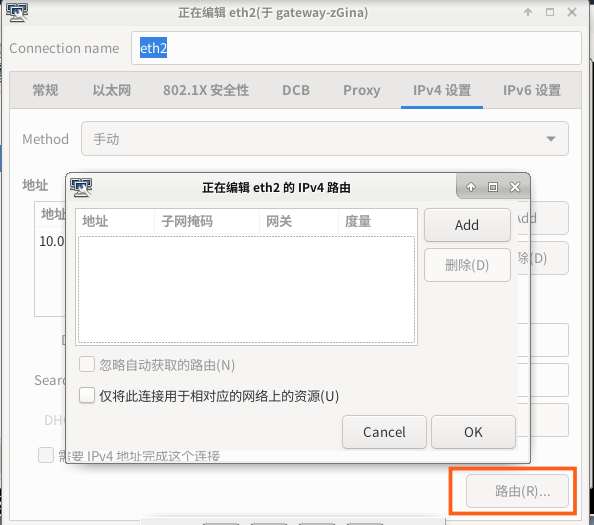 正在编辑 eth2(于 gateway-zGina)
Connection name eth2
常规 以太网 802.1X 安全性 DCB Proxy IPv4 设置 IPv6 设置
Method 手动
地址
正在编辑 eth2 的 IPv4 路由
地址 子网掩码 网关 度量
Add
删除(D)
地址
10.0
除(D)
忽略自动获取的路由(N)
Searc
仅将此连接用于相对应的网络上的资源(U)
DHC
Cancel OK
需要 IPv4 地址完成这个连接
路由(R)...